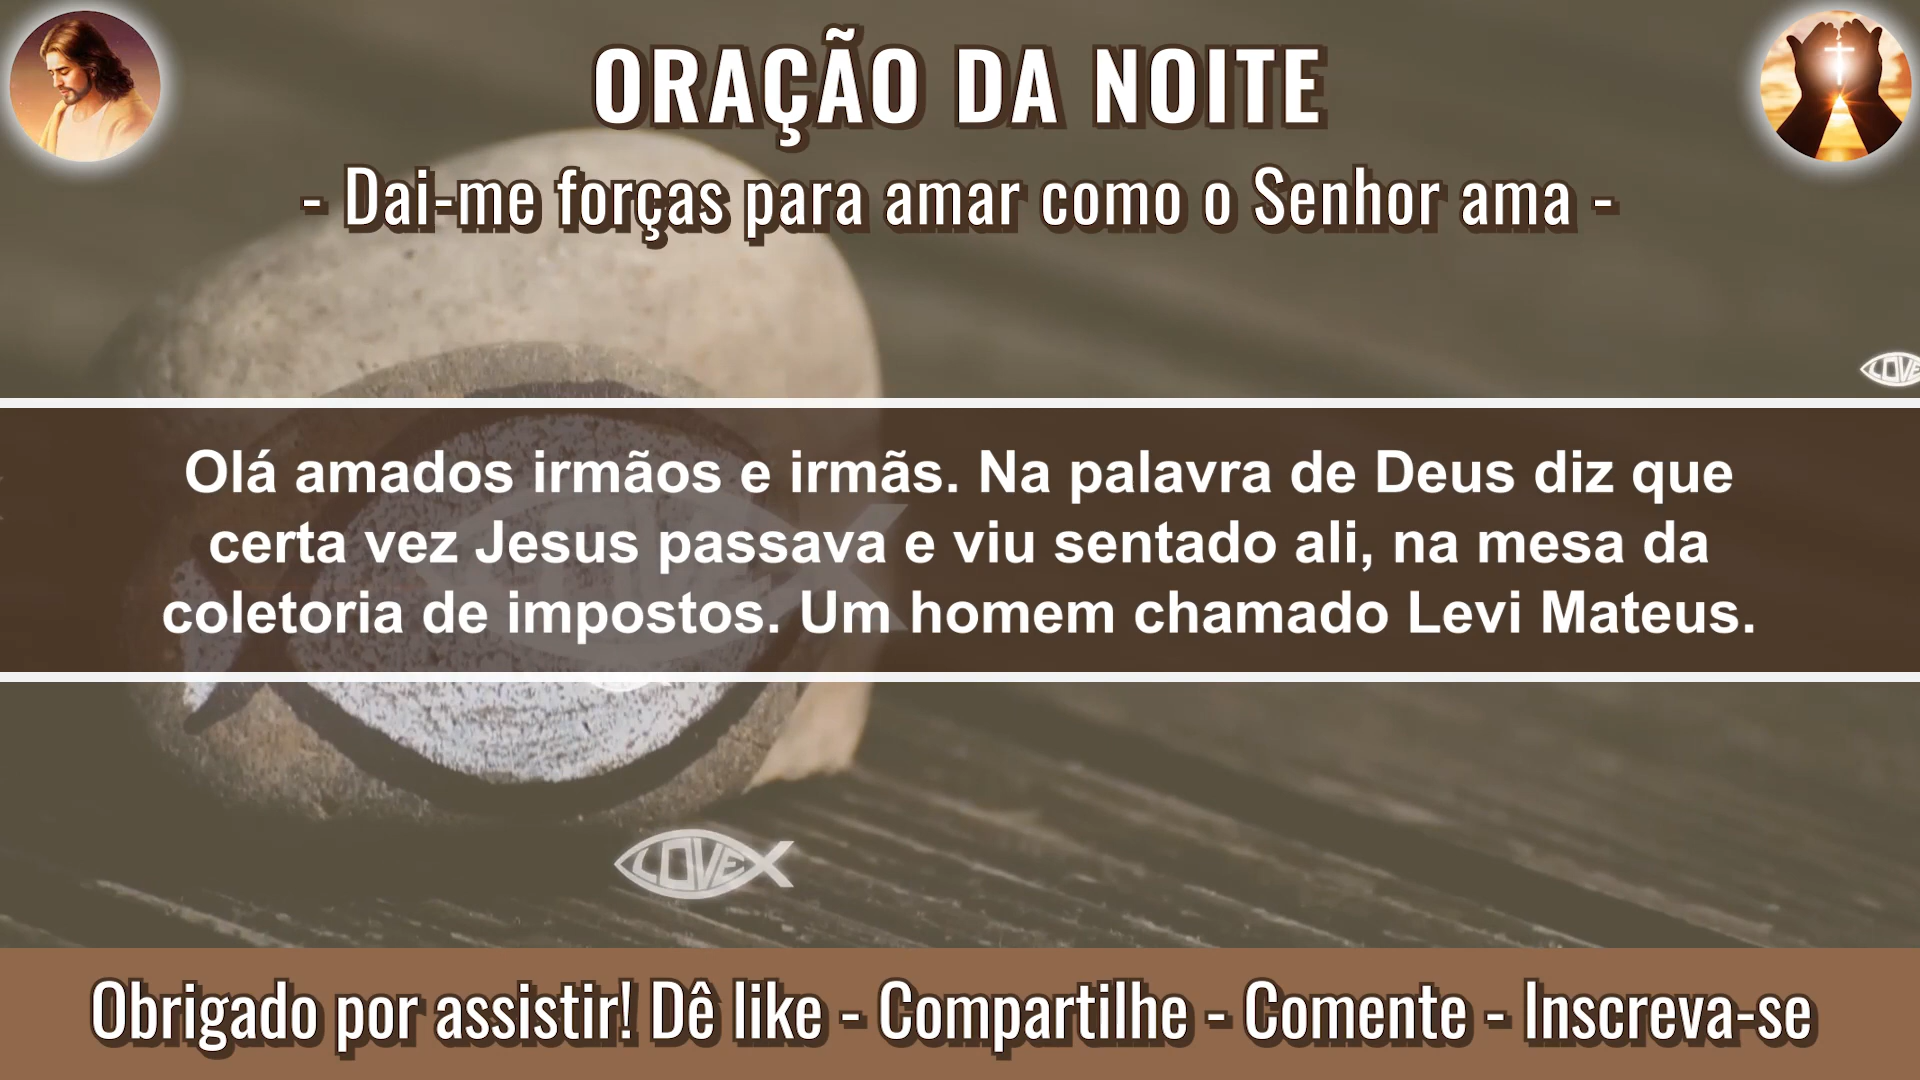 ORAÇÃO DA NOITE
- Dai-me forças para amar como o Senhor ama -
LOVE
Olá amados irmãos e irmãs. Na palavra de Deus diz que
certa vez Jesus passava e viu sentado ali, na mesa da
coletoria de impostos. Um homem chamado Levi Mateus.
LOVE
Obrigado por assistir! Dê like - Compartilhe - Comente - Inscreva-se